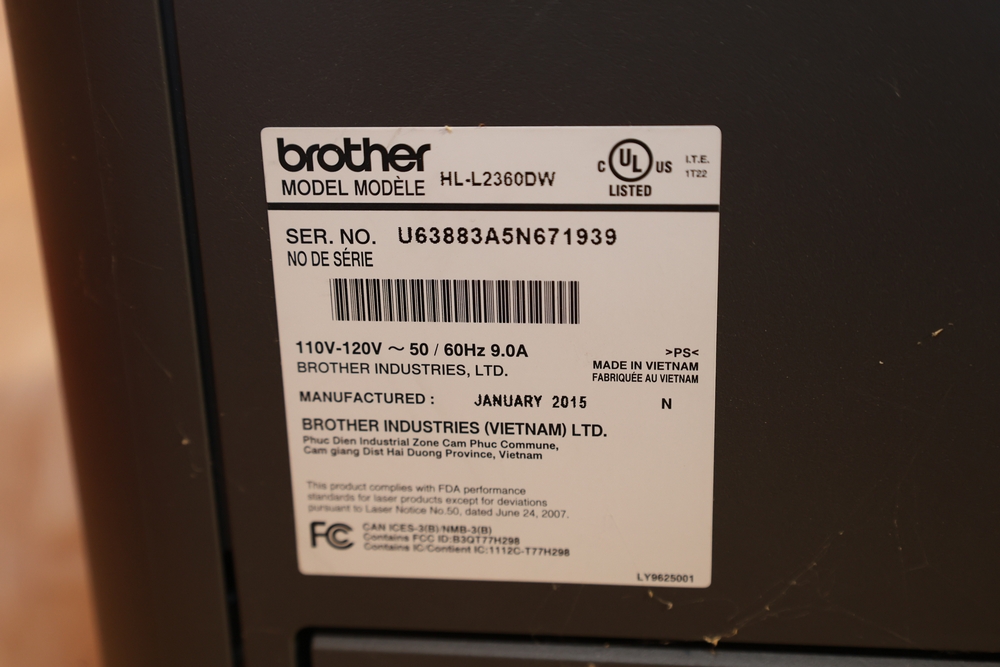 brother
MODEL MODÈLE HL-L2360DW
C UL US LISTED
I.T.E.
1T22
SER. NO. U63883A5N671939
NO DE SÉRIE
110V-120V ~ 50 / 60Hz 9.0A
BROTHER INDUSTRIES, LTD.
>PS<
MADE IN VIETNAM
FABRIQUÉE AU VIETNAM
MANUFACTURED : JANUARY 2015 N
BROTHER INDUSTRIES (VIETNAM) LTD.
Phuc Dien Industrial Zone Cam Phuc Commune,
Cam giang Dist Hai Duong Province, Vietnam
This product complies with FDA performance
standards for laser products except for deviations
pursuant to Laser Notice No.50, dated June 24, 2007.
FC
CAN ICES-3(B)/NMB-3(B)
Contains FCC ID:B3QT77H298
Contains IC/Contient IC:1112C-T77H298
LY9625001